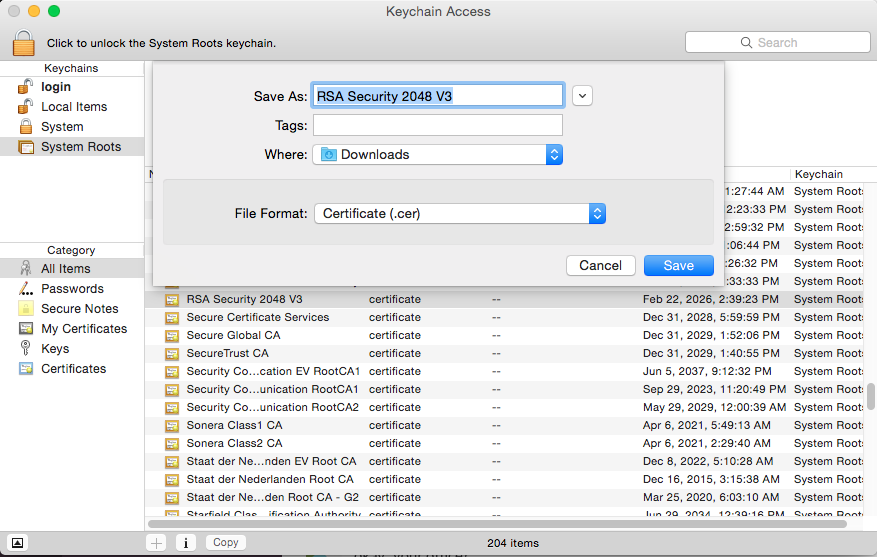 Keychain Access
Click to unlock the System Roots keychain.
Search
Keychains
login
Local Items
System
System Roots
Save As: RSA Security 2048 V3
Tags:
Where: Downloads
File Format: Certificate (.cer)
Cancel Save
Keychain
1:27:44 AM System Roots
2:23:33 PM System Roots
2:59:32 PM System Roots
:06:44 PM System Roots
:26:32 PM System Roots
:33:33 PM System Roots
Category
All Items
Passwords
Secure Notes
My Certificates
Keys
Certificates
RSA Security 2048 V3 certificate -- Feb 22, 2026, 2:39:23 PM System Roots
Secure Certificate Services certificate -- Dec 31, 2028, 5:59:59 PM System Roots
Secure Global CA certificate -- Dec 31, 2029, 1:52:06 PM System Roots
SecureTrust CA certificate -- Dec 31, 2029, 1:40:55 PM System Roots
Security Co...cation EV RootCA1 certificate -- Jun 5, 2037, 9:12:32 PM System Roots
Security Co...unication RootCA1 certificate -- Sep 29, 2023, 11:20:49 PM System Roots
Security Co...unication RootCA2 certificate -- May 29, 2029, 12:00:39 AM System Roots
Sonera Class1 CA certificate -- Apr 6, 2021, 5:49:13 AM System Roots
Sonera Class2 CA certificate -- Apr 6, 2021, 2:29:40 AM System Roots
Staat der Ne...nden EV Root CA certificate -- Dec 8, 2022, 5:10:28 AM System Roots
Staat der Nederlanden Root CA certificate -- Dec 16, 2015, 3:15:38 AM System Roots
Staat der Ne...den Root CA - G2 certificate -- Mar 25, 2020, 6:03:10 AM System Roots
Starfield Clas...ification Authority certificate -- Jun 29, 2034, 12:39:16 PM System Roots
Copy
204 items